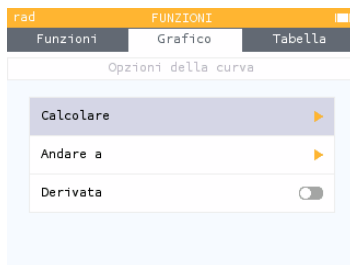 rad FUNZIONI
Funzioni Grafico Tabella
Opzioni della curva
Calcolare
Andare a
Derivata